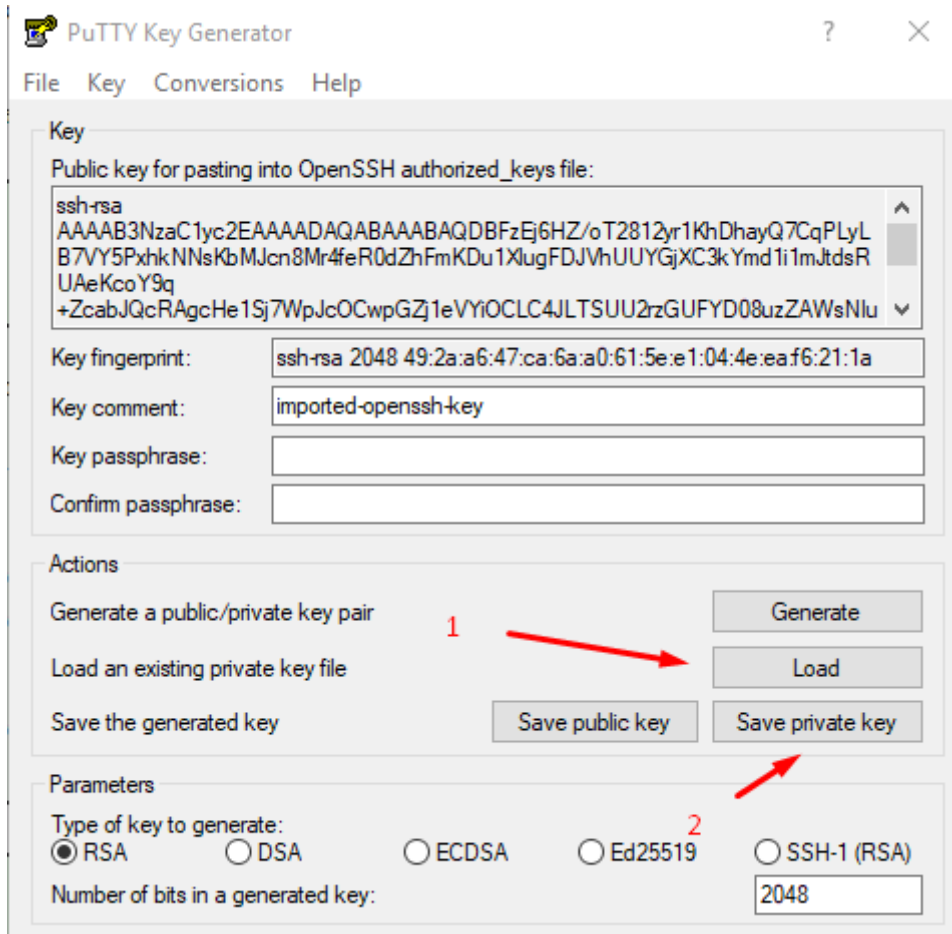 PuTTY Key Generator
File Key Conversions Help
Key
Public key for pasting into OpenSSH authorized_keys file:
ssh-rsa
AAAAB3NzaC1yc2EAAAADAQABAAABAQDBFzEj6HZ/oT2812yr1KhDhayQ7CqPLyL
B7VY5PxhkNNsKbMJcn8Mr4feR0dZhFmKDu1XlugFDJVhUUYGjXC3kYmd1i1mJtdsR
UAeKcoY9q
+ZcabJQcRAgcHe1Sj7WpJcOCwpGZj1eVYiOCLC4JLTSUU2rzGUFYD08uzZAWsNlu
Key fingerprint: ssh-rsa 2048 49:2a:a6:47:ca:6a:a0:61:5e:e1:04:4e:ea:f6:21:1a
Key comment: imported-openssh-key
Key passphrase:
Confirm passphrase:
Actions
Generate a public/private key pair Generate
1
Load an existing private key file Load
Save the generated key Save public key Save private key
Parameters
Type of key to generate:
2
RSA DSA ECDSA Ed25519 SSH-1 (RSA)
Number of bits in a generated key: 2048